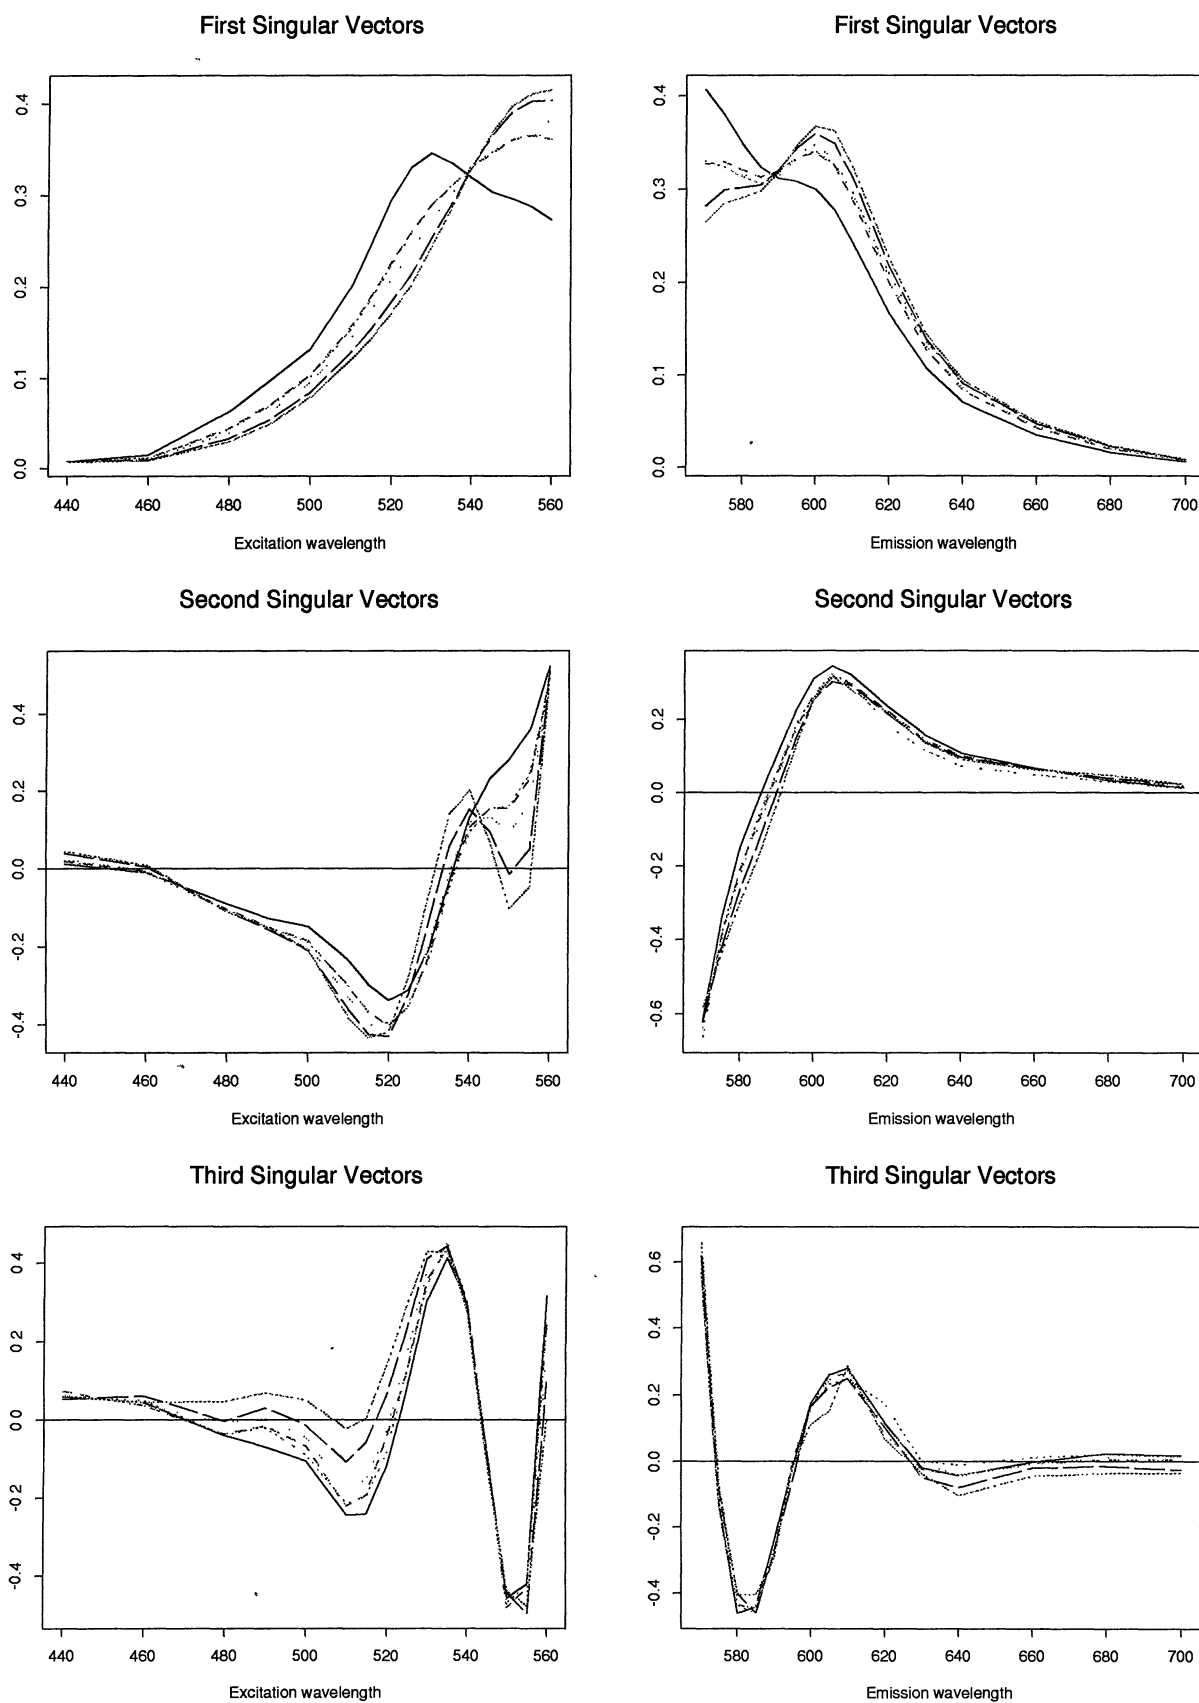 First Singular Vectors
0.0 0.1 0.2 0.3 0.4
440 460 480 500 520 540 560
Excitation wavelength
First Singular Vectors
0.0 0.1 0.2 0.3 0.4
580 600 620 640 660 680 700
Emission wavelength
Second Singular Vectors
-0.4 -0.2 0.0 0.2 0.4
440 460 480 500 520 540 560
Excitation wavelength
Second Singular Vectors
-0.6 -0.4 -0.2 0.0 0.2
580 600 620 640 660 680 700
Emission wavelength
Third Singular Vectors
-0.4 -0.2 0.0 0.2 0.4
440 460 480 500 520 540 560
Excitation wavelength
Third Singular Vectors
-0.4 -0.2 0.0 0.2 0.4 0.6
580 600 620 640 660 680 700
Emission wavelength